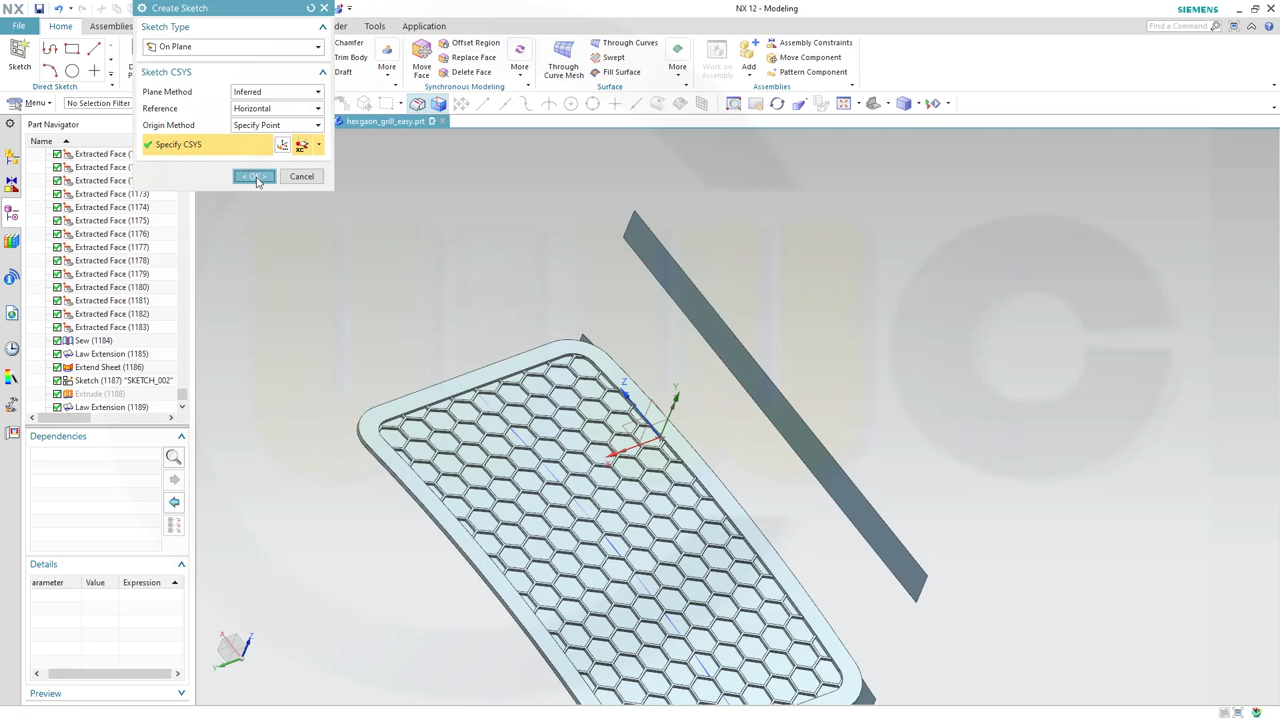 NX
Create Sketch
NX 12 - Modeling
SIEMENS
File
Home
Assemblies
der
Tools
Application
Find a Command
Sketch Type
On Plane
Sketch
Direct Sketch
Chamfer
Trim Body
Draft
More
Move
Face
Offset Region
Replace Face
Delete Face
More
Synchronous Modeling
Through
Curve Mesh
Through Curves
Swept
Fill Surface
More
Surface
Work on
Assembly
Add
Assembly Constraints
Move Component
Pattern Component
Assemblies
Sketch CSYS
Plane Method
Inferred
Reference
Horizontal
Origin Method
Specify Point
Specify CSYS
XC
< OK >
Cancel
Menu
No Selection Filter
hexgaon_grill_easy.prt
Part Navigator
Name
Extracted Face (1
Extracted Face (1
Extracted Face (1
Extracted Face (1173)
Extracted Face (1174)
Extracted Face (1175)
Extracted Face (1176)
Extracted Face (1177)
Extracted Face (1178)
Extracted Face (1179)
Extracted Face (1180)
Extracted Face (1181)
Extracted Face (1182)
Extracted Face (1183)
Sew (1184)
Law Extension (1185)
Extend Sheet (1186)
Sketch (1187) "SKETCH_002"
Extrude (1188)
Law Extension (1189)
Dependencies
Details
arameter
Value
Expression
Preview
Z
Y
X
X
Z
Y